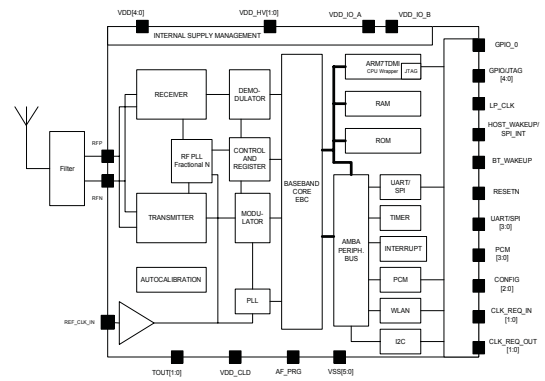 VDD[4:0]
VDD_HV[1:0]
VDD_IO_A
VDD_IO_B
INTERNAL SUPPLY MANAGEMENT
GPIO_0
GPIO/JTAG
[4:0]
LP_CLK
HOST_WAKEUP/
SPI_INT
BT_WAKEUP
RESETN
UART/SPI
[3:0]
PCM
[3:0]
CONFIG
[2:0]
CLK_REQ_IN
[1:0]
CLK_REQ_OUT
[1:0]
RECEIVER
DEMO-
DULATOR
ARM7TDMI
CPU Wrapper
JTAG
RAM
ROM
RF PLL
Fractional N
CONTROL
AND
REGISTER
BASEBAND
CORE
EBC
TRANSMITTER
MODU-
LATOR
AMBA
PERIPH.
BUS
UART/
SPI
TIMER
INTERRUPT
PCM
WLAN
I2C
AUTOCALIBRATION
PLL
Filter
RFP
RFN
REF_CLK_IN
TOUT[1:0]
VDD_CLD
AF_PRG
VSS[5:0]